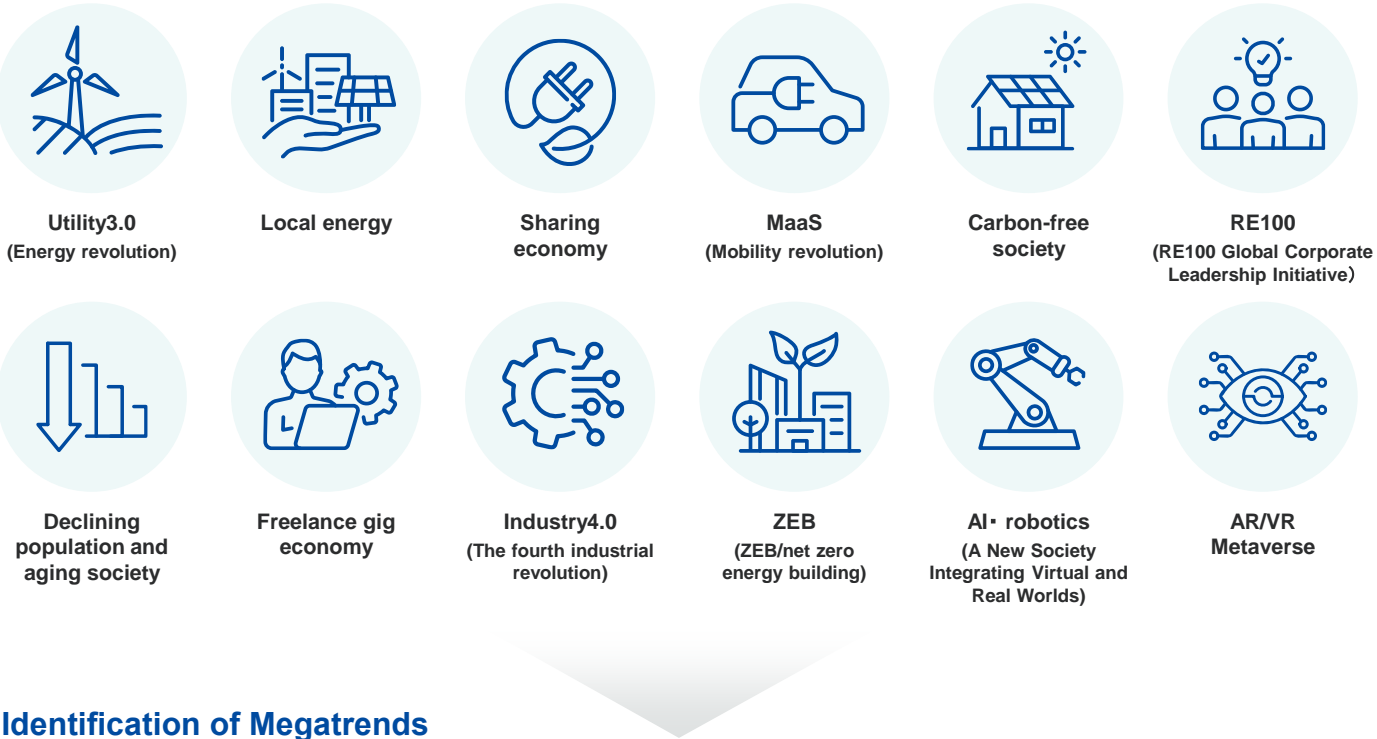 Utility3.0
(Energy revolution)
Local energy
Sharing
economy
MaaS
(Mobility revolution)
Carbon-free
society
RE100
(RE100 Global Corporate
Leadership Initiative）
Declining
population and
aging society
Freelance gig
economy
Industry4.0
(The fourth industrial
revolution)
ZEB
(ZEB/net zero
energy building)
AI・robotics
(A New Society
Integrating Virtual and
Real Worlds)
AR/VR
Metaverse
Identification of Megatrends